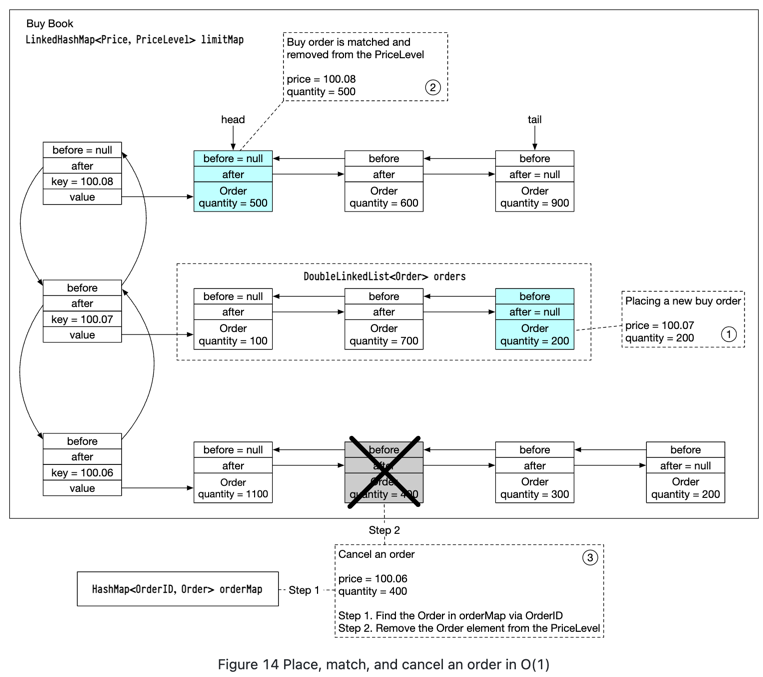 Buy Book
LinkedHashMap<Price, PriceLevel> limitMap
Buy order is matched and
removed from the PriceLevel
price = 100.08
quantity = 500
2
head
tail
before = null
after
key = 100.08
value
before = null
after
Order
quantity = 500
before
after
Order
quantity = 600
before
after = null
Order
quantity = 900
DoubleLinkedList<Order> orders
before
after
key = 100.07
value
before = null
after
Order
quantity = 100
before
after
Order
quantity = 700
before
after = null
Order
quantity = 200
Placing a new buy order
price = 100.07
quantity = 200
1
before
after
key = 100.06
value
before = null
after
Order
quantity = 1100
before
after
Order
quantity = 400
before
after
Order
quantity = 300
before
after = null
Order
quantity = 200
Step 2
Cancel an order
3
price = 100.06
quantity = 400
Step 1. Find the Order in orderMap via OrderID
Step 2. Remove the Order element from the PriceLevel
HashMap<OrderID, Order> orderMap
Step 1
Figure 14 Place, match, and cancel an order in O(1)